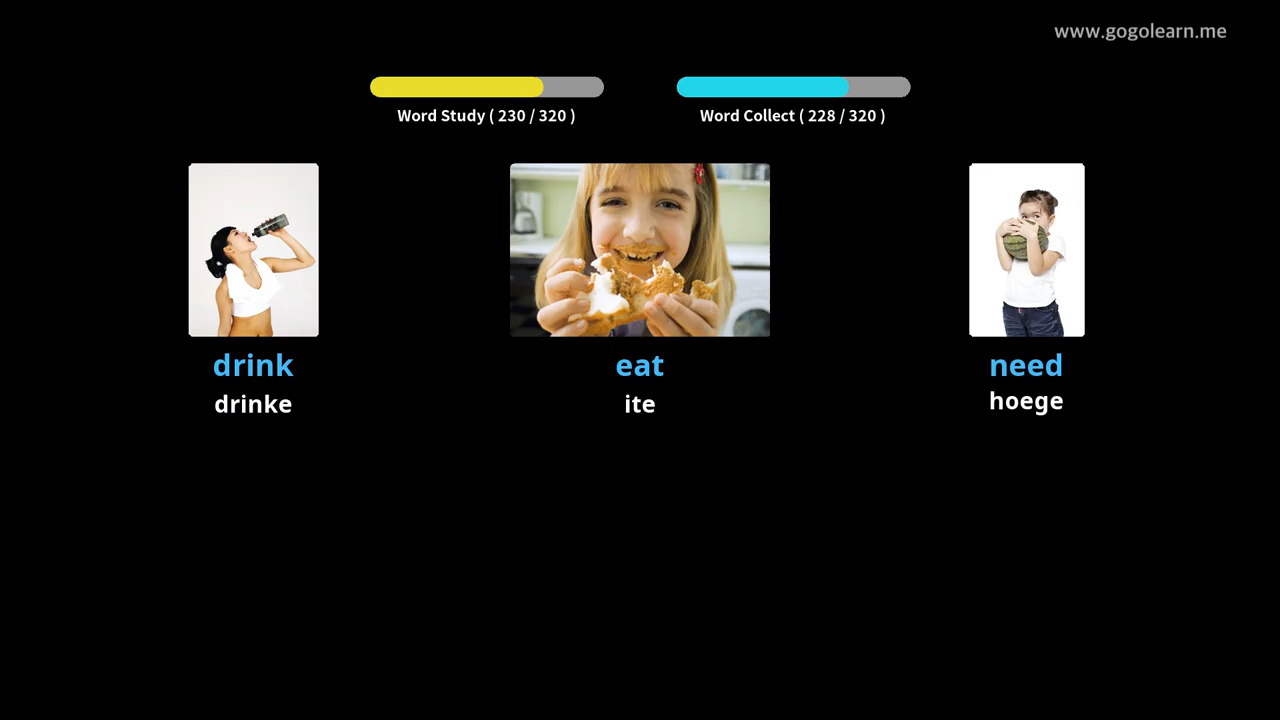 www.gogolearn.me
Word Study ( 230 / 320 )
Word Collect ( 228 / 320 )
drink
drinke
eat
ite
need
hoege